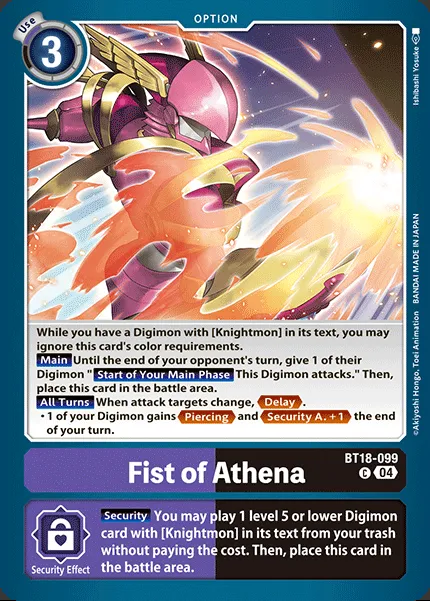 OPTION
Use
3
Ishibashi Yosuke
While you have a Digimon with [Knightmon] in its text, you may
ignore this card's color requirements.
Main Until the end of your opponent's turn, give 1 of their
Digimon " Start of Your Main Phase This Digimon attacks." Then,
place this card in the battle area.
All Turns When attack targets change, Delay.
・1 of your Digimon gains Piercing and Security A. +1 the end
of your turn.
©Akiyoshi Hongo, Toei Animation BANDAI MADE IN JAPAN
BT18-099
Fist of Athena
C 04
Security You may play 1 level 5 or lower Digimon
card with [Knightmon] in its text from your trash
without paying the cost. Then, place this card in
the battle area.
Security Effect